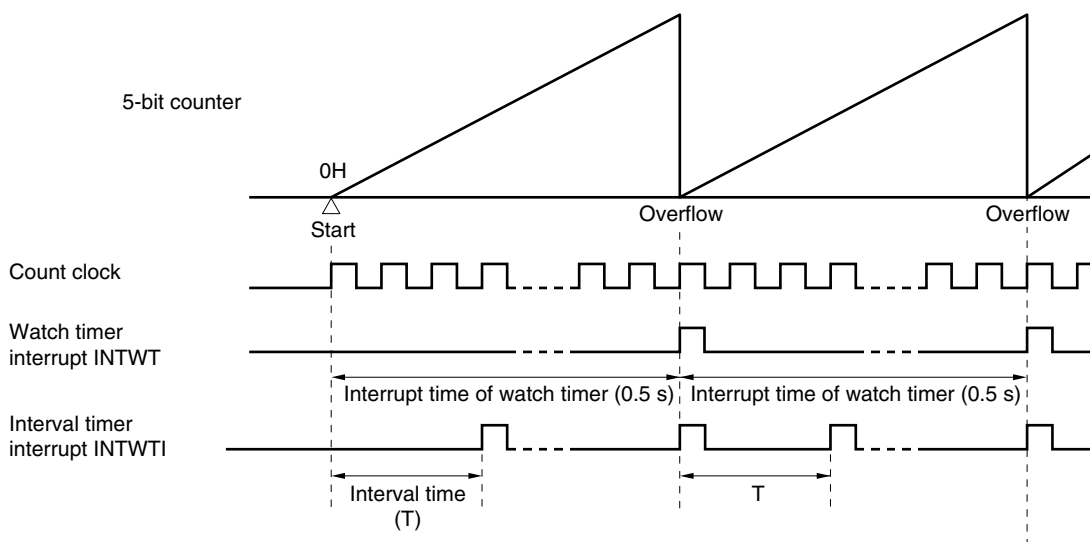 5-bit counter
0H
Start
Overflow
Overflow
Count clock
Watch timer
interrupt INTWT
Interrupt time of watch timer (0.5 s)
Interrupt time of watch timer (0.5 s)
Interval timer
interrupt INTWTI
Interval time
(T)
T